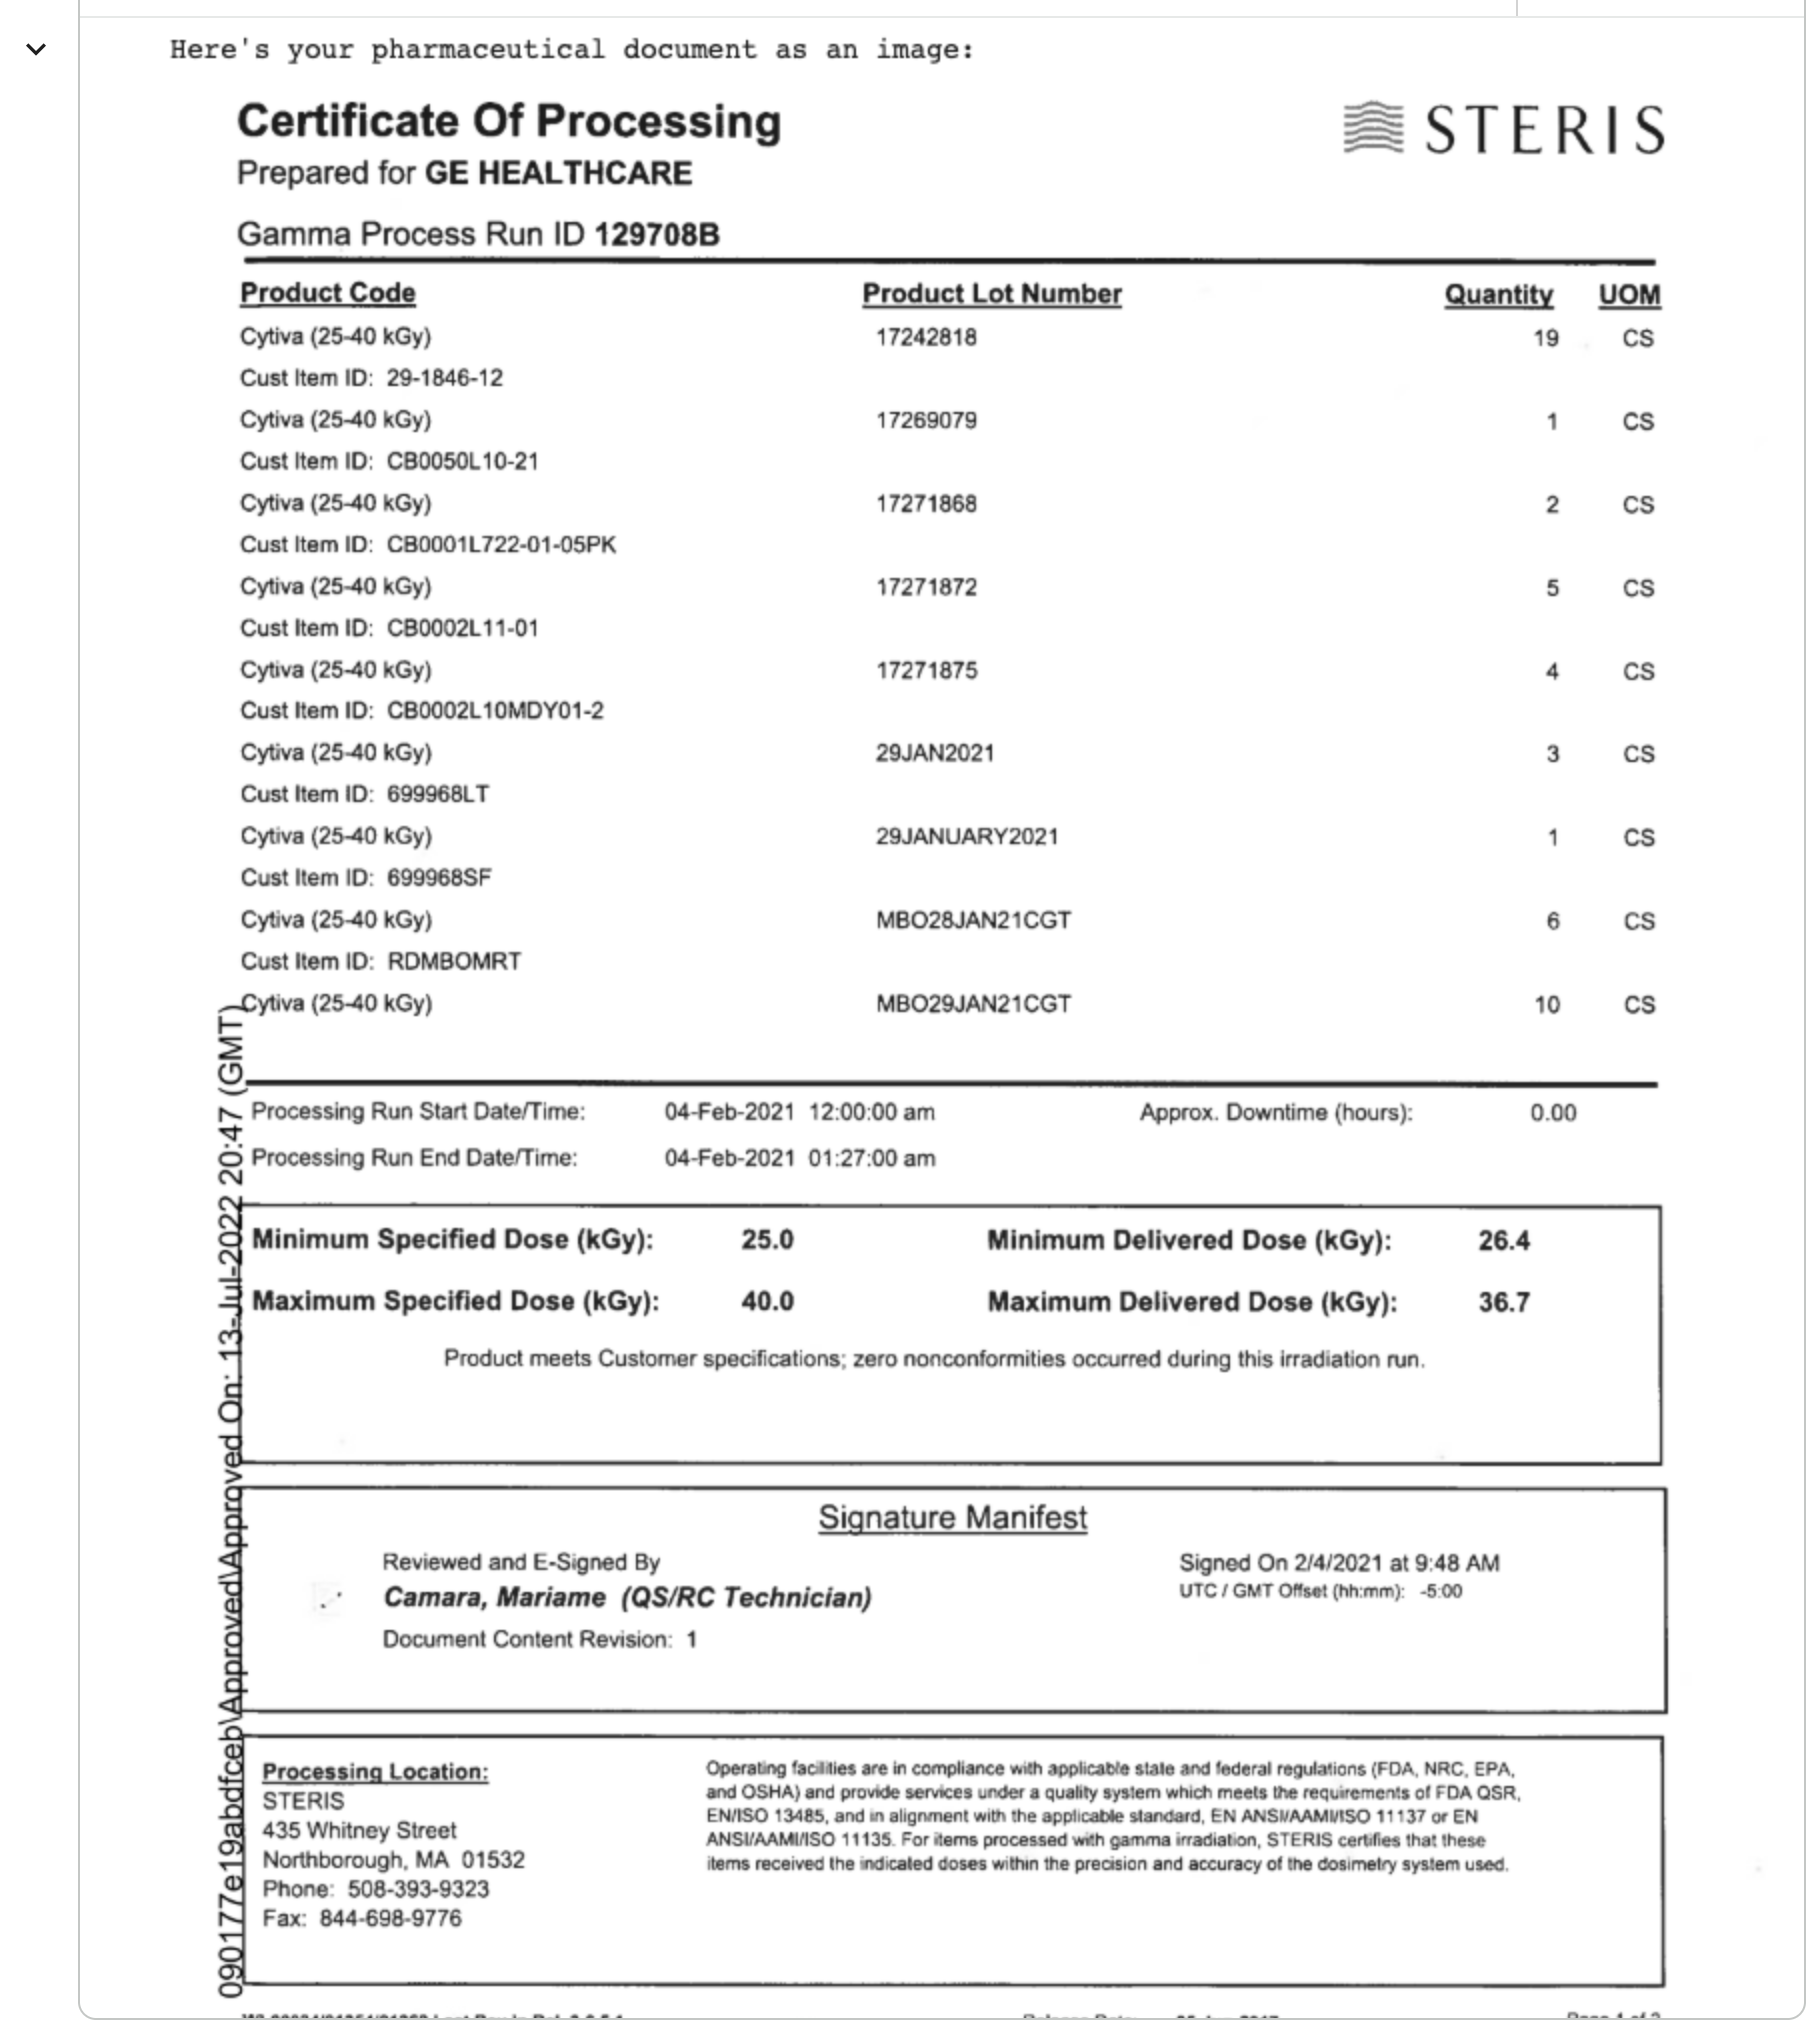 Here's your pharmaceutical document as an image:
Certificate Of Processing
STERIS
Prepared for GE HEALTHCARE
Gamma Process Run ID 129708B
Product Code Product Lot Number Quantity UOM
Cytiva (25-40 kGy) 17242818 19 CS
Cust Item ID: 29-1846-12
Cytiva (25-40 kGy) 17269079 1 CS
Cust Item ID: CB0050L10-21
Cytiva (25-40 kGy) 17271868 2 CS
Cust Item ID: CB0001L722-01-05PK
Cytiva (25-40 kGy) 17271872 5 CS
Cust Item ID: CB0002L11-01
Cytiva (25-40 kGy) 17271875 4 CS
Cust Item ID: CB0002L10MDY01-2
Cytiva (25-40 kGy) 29JAN2021 3 CS
Cust Item ID: 699968LT
Cytiva (25-40 kGy) 29JANUARY2021 1 CS
Cust Item ID: 699968SF
Cytiva (25-40 kGy) MBO28JAN21CGT 6 CS
Cust Item ID: RDMBOMRT
Cytiva (25-40 kGy) MBO29JAN21CGT 10 CS
Processing Run Start Date/Time: 04-Feb-2021 12:00:00 am Approx. Downtime (hours): 0.00
Processing Run End Date/Time: 04-Feb-2021 01:27:00 am
Minimum Specified Dose (kGy): 25.0 Minimum Delivered Dose (kGy): 26.4
Maximum Specified Dose (kGy): 40.0 Maximum Delivered Dose (kGy): 36.7
Product meets Customer specifications; zero nonconformities occurred during this irradiation run.
Signature Manifest
Reviewed and E-Signed By
Camara, Mariame (QS/RC Technician)
Document Content Revision: 1
Signed On 2/4/2021 at 9:48 AM
UTC / GMT Offset (hh:mm): -5:00
Processing Location:
STERIS
435 Whitney Street
Northborough, MA 01532
Phone: 508-393-9323
Fax: 844-698-9776
Operating facilities are in compliance with applicable state and federal regulations (FDA, NRC, EPA,
and OSHA) and provide services under a quality system which meets the requirements of FDA QSR,
EN/ISO 13485, and in alignment with the applicable standard, EN ANSI/AAMI/ISO 11137 or EN
ANSI/AAMI/ISO 11135. For items processed with gamma irradiation, STERIS certifies that these
items received the indicated doses within the precision and accuracy of the dosimetry system used.
090177e19abdfceb\Approved\Approved On: 13-Jul-2022 20:47 (GMT)